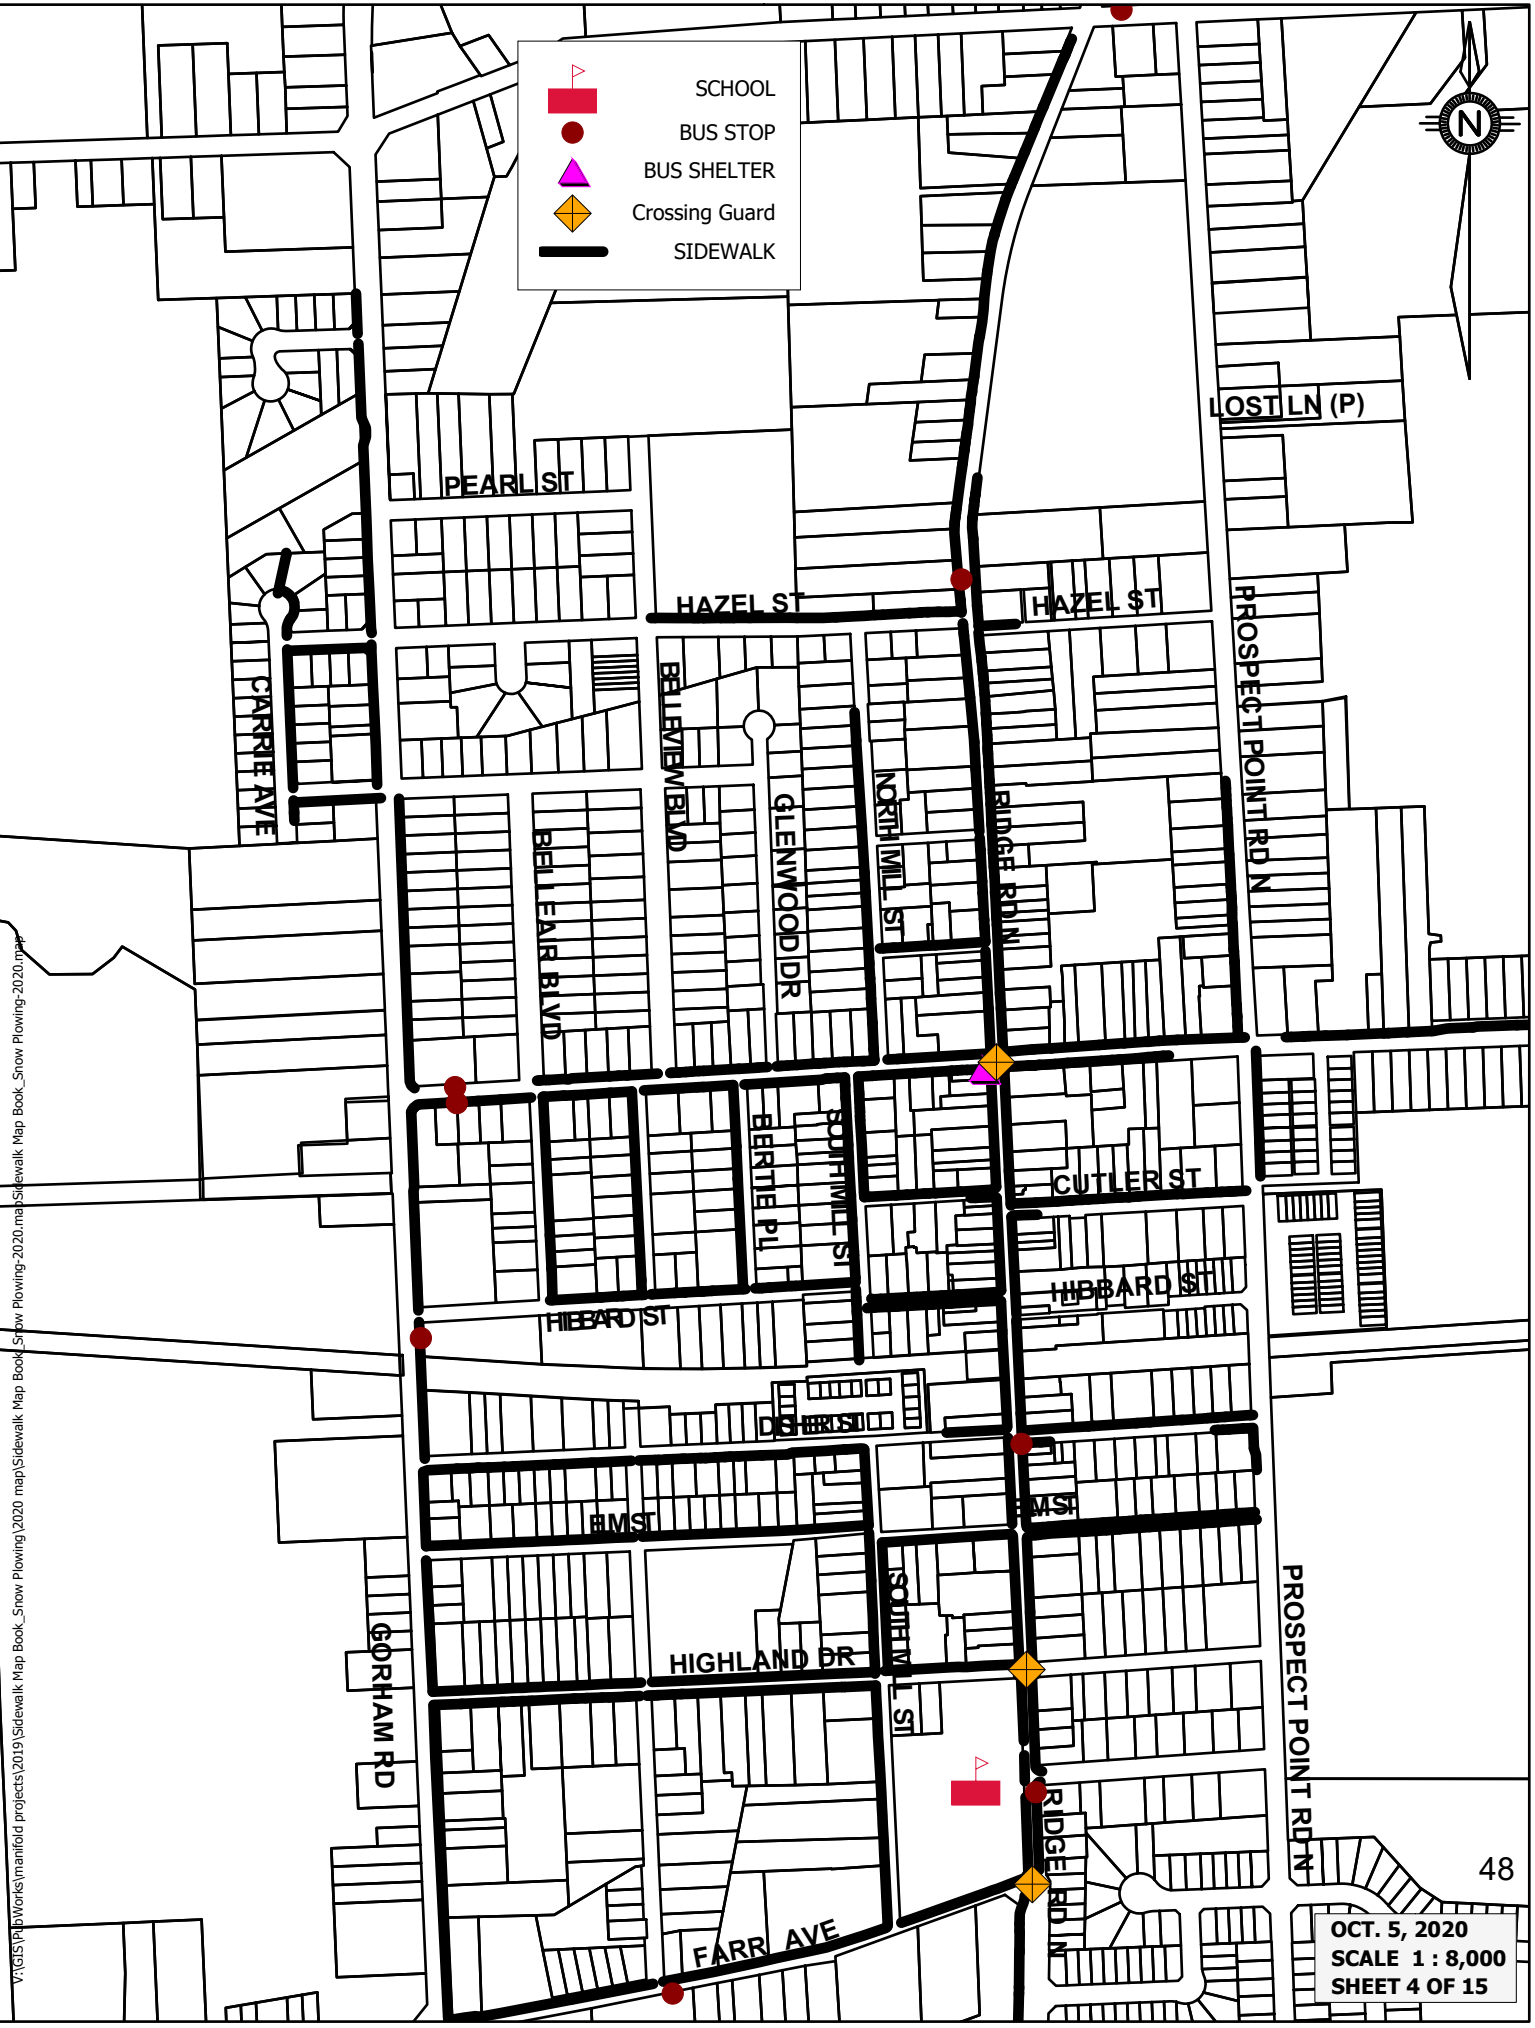 SCHOOL
BUS STOP
BUS SHELTER
Crossing Guard
SIDEWALK
N
LOST LN (P)
PEARL ST
HAZEL ST
HAZEL ST
PROSPECT POINT RD N
CARRIE AVE
BELLEVIEW BLVD
NORTH MILL ST
RIDGE RD N
GLENWOOD DR
BELLFAIR BLVD
BERTIE PL
SOUTH MILL ST
CUTLER ST
HIBBARD ST
HIBBARD ST
DISHER ST
ELM ST
ELM ST
SOUTH MILL ST
HIGHLAND DR
GORHAM RD
PROSPECT POINT RD N
RIDGE RD N
FARR AVE
48
OCT. 5, 2020
SCALE 1 : 8,000
SHEET 4 OF 15
V:\GIS\PubWorks\manifold projects\2019\Sidewalk Map Book_Snow Plowing\2020 map\Sidewalk Map Book_Snow Plowing-2020.mapSidewalk Map Book_Snow Plowing-2020.map